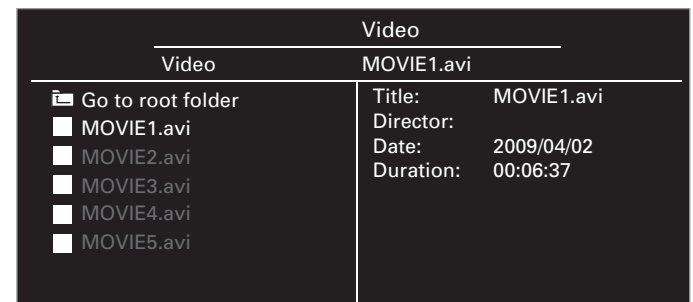 Video
Video
MOVIE1.avi
Go to root folder
MOVIE1.avi
MOVIE2.avi
MOVIE3.avi
MOVIE4.avi
MOVIE5.avi
Title: MOVIE1.avi
Director:
Date: 2009/04/02
Duration: 00:06:37